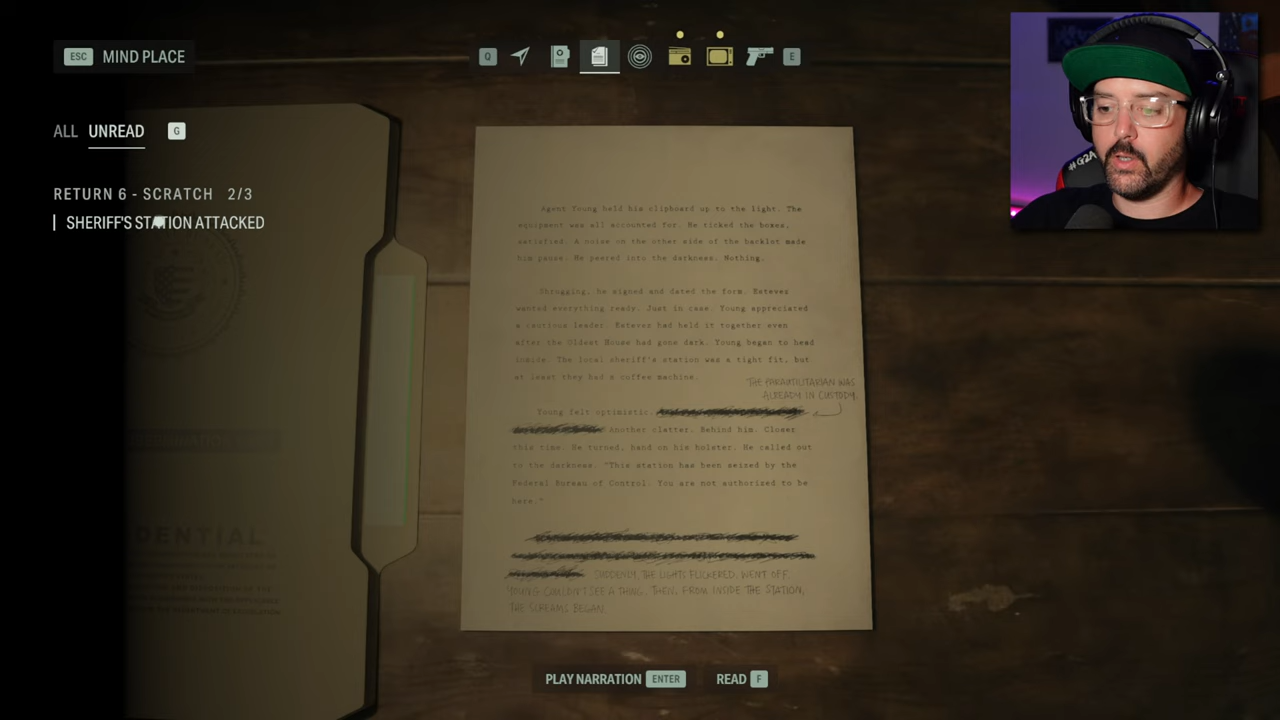 ESC MIND PLACE
Q E
ALL UNREAD G
RETURN 6 - SCRATCH 2/3
SHERIFF'S STATION ATTACKED
#G2A
Agent Young held his clipboard up to the light. The
equipment was all accounted for. He ticked the boxes,
satisfied. A noise on the other side of the backlot made
him pause. He peered into the darkness. Nothing.
Shrugging, he signed and dated the form. Estevez
wanted everything ready. Just in case. Young appreciated
a cautious leader. Estevez had held it together even
after the Oldest House had gone dark. Young began to head
inside. The local sheriff's station was a tight fit, but
at least they had a coffee machine.
THE PARAUTILITARIAN WAS
ALREADY IN CUSTODY.
Young felt optimistic.
Another clatter. Behind him. Closer
this time. He turned, hand on his holster. He called out
to the darkness. "This station has been seized by the
Federal Bureau of Control. You are not authorized to be
here."
SUDDENLY, THE LIGHTS FLICKERED, WENT OFF.
YOUNG COULDN'T SEE A THING. THEN, FROM INSIDE THE STATION,
THE SCREAMS BEGAN.
DENTIAL
PLAY NARRATION ENTER READ F